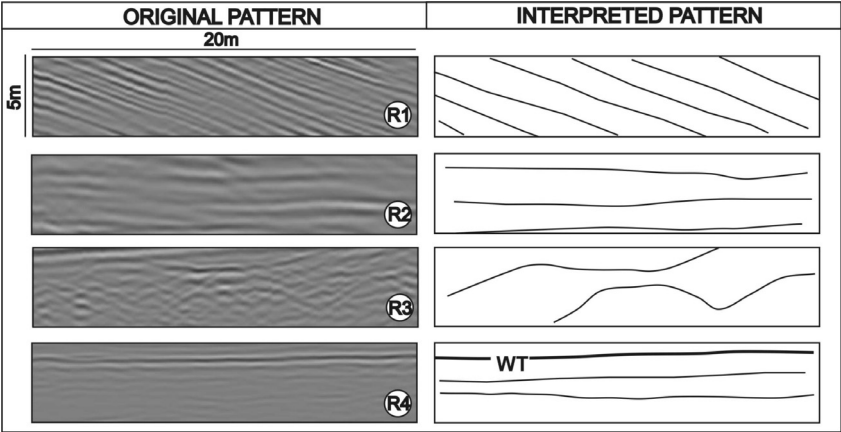 ORIGINAL PATTERN
INTERPRETED PATTERN
20m
5m
R1
R2
R3
R4
WT